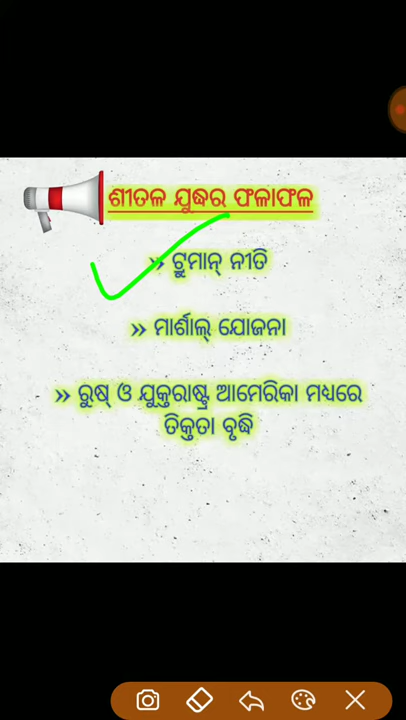 ଶୀତଳ ଯୁଦ୍ଧର ଫଳାଫଳ
›› ଟ୍ରୁମାନ୍ ନୀତି
›› ମାର୍ଶାଲ୍ ଯୋଜନା
›› ରୁଷ୍ ଓ ଯୁକ୍ତରାଷ୍ଟ୍ର ଆମେରିକା ମଧ୍ୟରେ
ତିକ୍ତତା ବୃଦ୍ଧି